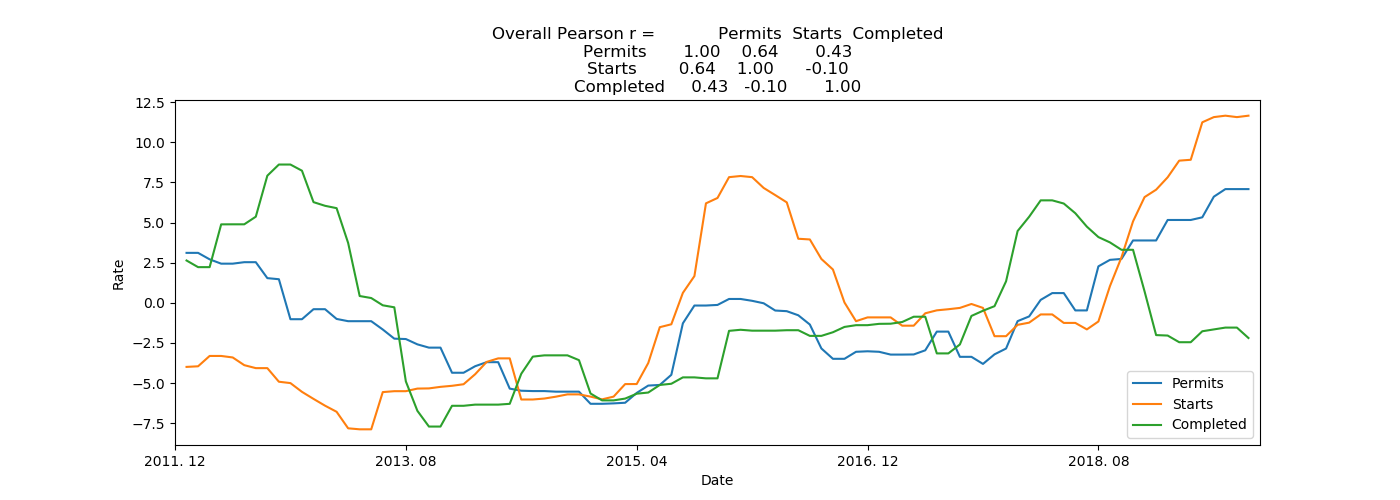 Overall Pearson r = Permits Starts Completed
Permits 1.00 0.64 0.43
Starts 0.64 1.00 -0.10
Completed 0.43 -0.10 1.00
12.5
10.0
7.5
5.0
2.5
0.0
−2.5
−5.0
−7.5
Rate
Permits
Starts
Completed
2011. 12 2013. 08 2015. 04 2016. 12 2018. 08
Date